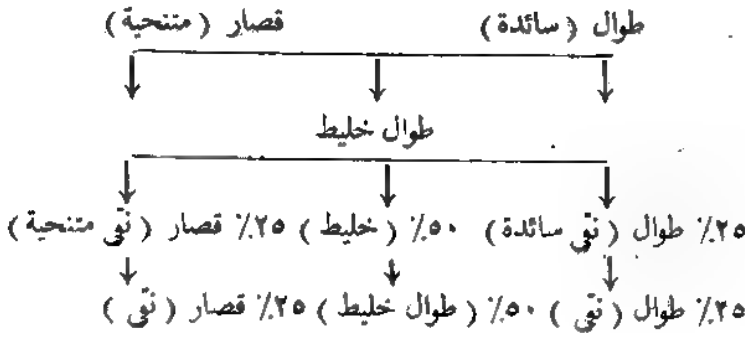 طوال ( سائدة ) قصار ( متنحية )
طوال خليط
٢٥٪ طوال ( نقي سائدة ) ٥٠٪ ( خليط ) ٢٥٪ قصار ( نقي متنحية )
٢٥٪ طوال ( نقي ) ٥٠٪ ( طوال خليط ) ٢٥٪ قصار ( نقي )